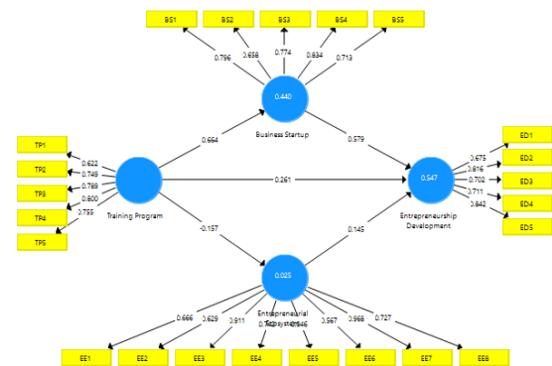 BS1 BS2 BS3 BS4 BS5
0.796 0.658 0.774 0.834 0.713
0.440
Business Startup
0.664
0.579
TP1
TP2
TP3
TP4
TP5
0.622
0.749
0.789
0.800
0.755
Training Program
0.261
0.547
Entrepreneurship
Development
ED1
ED2
ED3
ED4
ED5
0.675
0.816
0.702
0.711
0.842
-0.157
0.145
0.025
Entrepreneurial
0.666 0.629 0.911 0.567 0.968 0.727
EE1 EE2 EE3 EE4 EE5 EE6 EE7 EE8